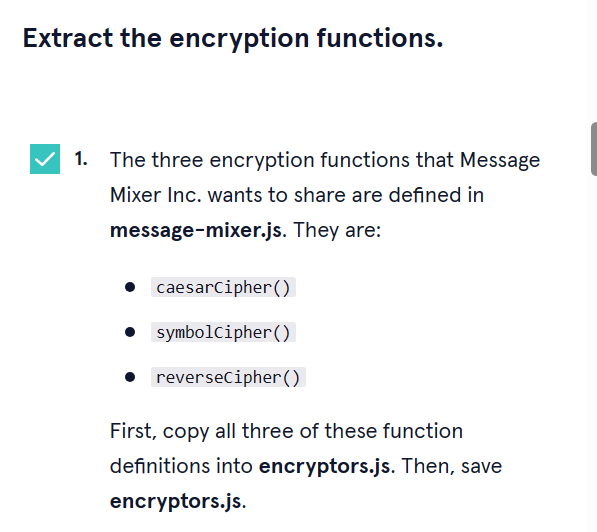 Extract the encryption functions.
1. The three encryption functions that Message
Mixer Inc. wants to share are defined in
message-mixer.js. They are:
• caesarCipher()
• symbolCipher()
• reverseCipher()
First, copy all three of these function
definitions into encryptors.js. Then, save
encryptors.js.